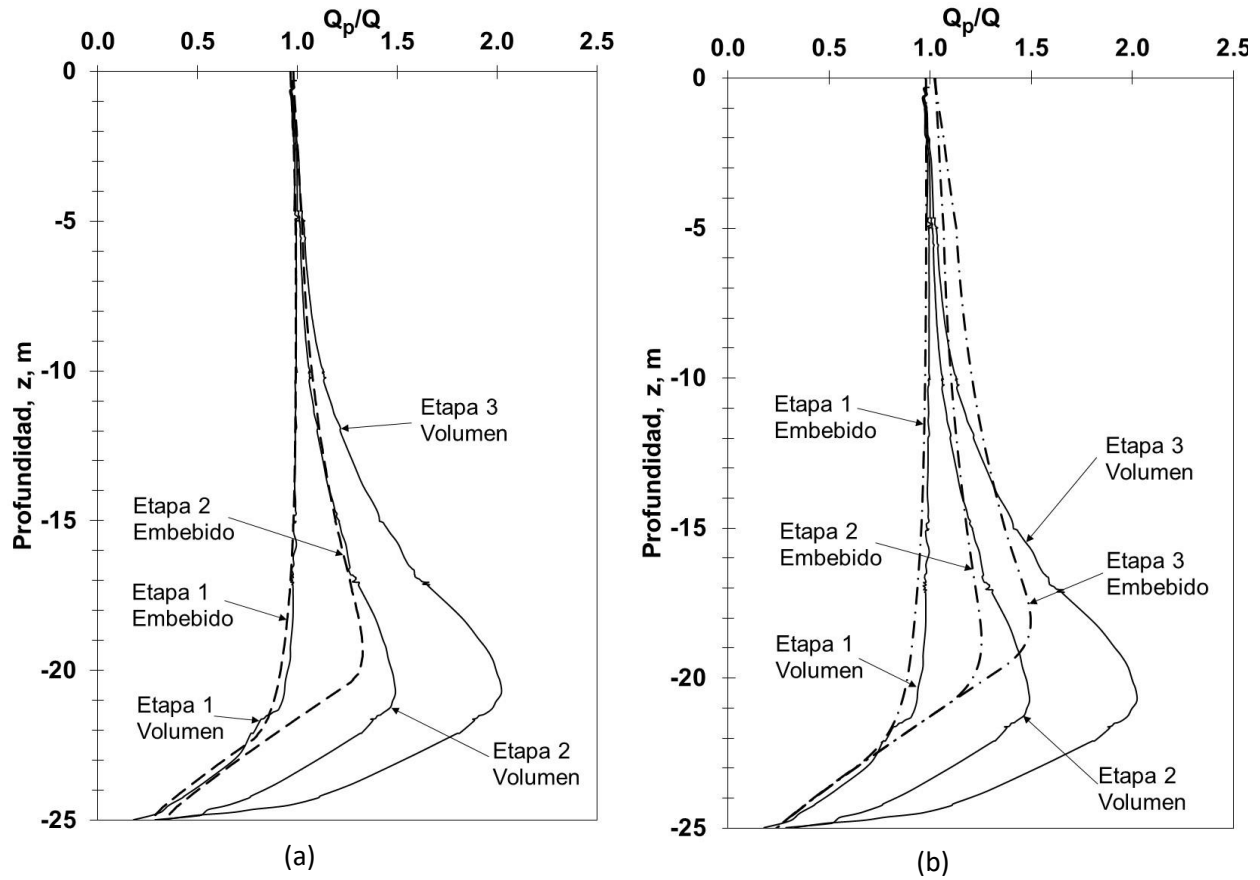 Qp/Q
0.0 0.5 1.0 1.5 2.0 2.5
0
-5
-10
-15
-20
-25
Profundidad, z, m
Etapa 3
Volumen
Etapa 2
Embebido
Etapa 1
Embebido
Etapa 1
Volumen
Etapa 2
Volumen
(a)
Qp/Q
0.0 0.5 1.0 1.5 2.0 2.5
0
-5
-10
-15
-20
-25
Profundidad, z, m
Etapa 1
Embebido
Etapa 3
Volumen
Etapa 2
Embebido
Etapa 3
Embebido
Etapa 1
Volumen
Etapa 2
Volumen
(b)